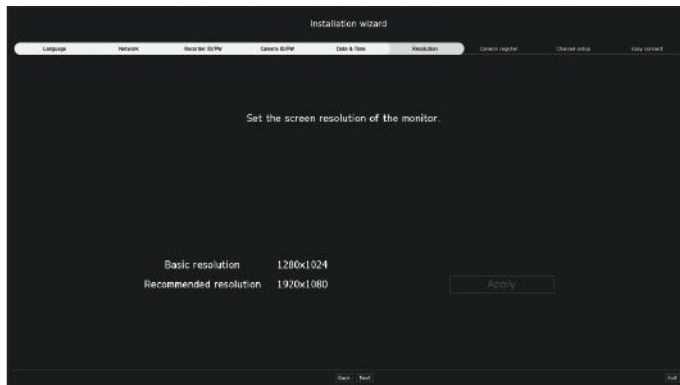 Installation wizard
Language Network Recorder ID/PW Camera ID/PW Date & Time Resolution Camera register Channel setup Easy connect
Set the screen resolution of the monitor.
Basic resolution 1280x1024
Recommended resolution 1920x1080 Apply
Back Next Exit